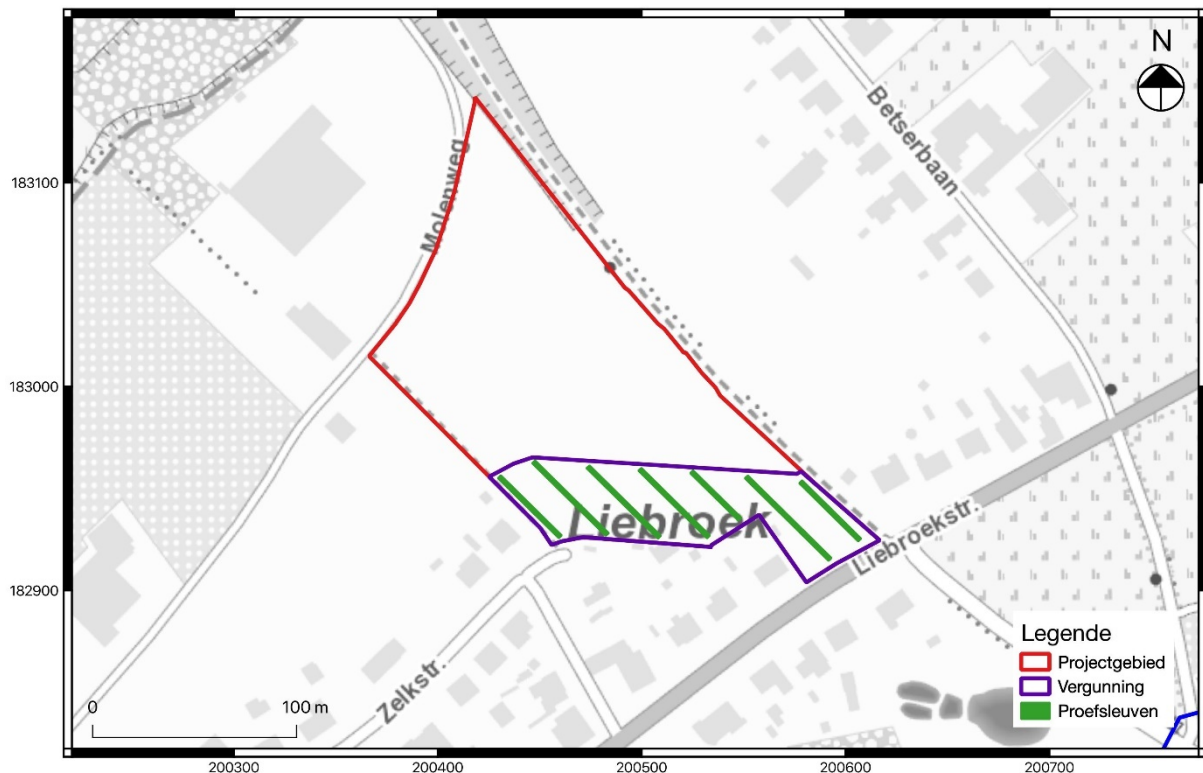 N
Betserbaan
Molenweg
183100
183000
Liebroek
Liebroekstr.
182900
Zelkstr.
0 100 m
Legende
Projectgebied
Vergunning
Proefsleuven
200300 200400 200500 200600 200700